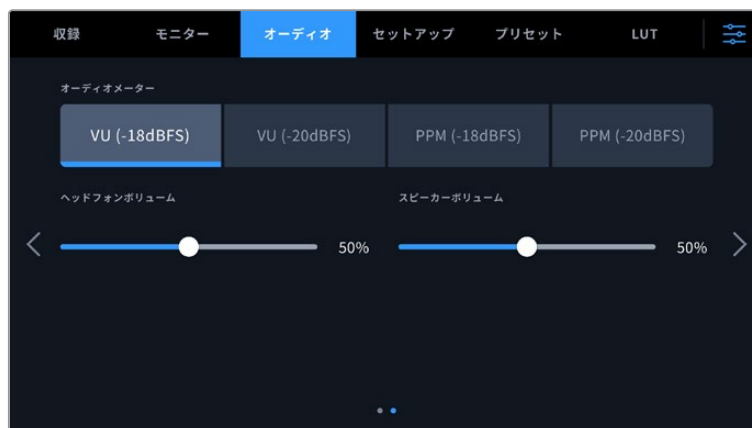 収録 モニター オーディオ セットアップ プリセット LUT
オーディオメーター
VU (-18dBFS) VU (-20dBFS) PPM (-18dBFS) PPM (-20dBFS)
ヘッドフォンボリューム スピーカーボリューム
50% 50%